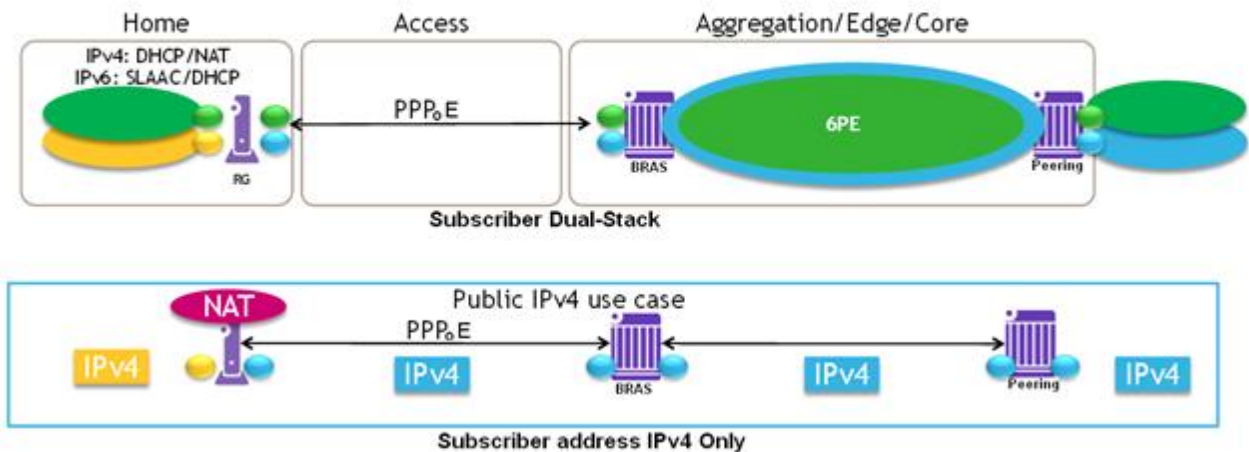 Home
Access
Aggregation/Edge/Core
IPv4: DHCP/NAT
IPv6: SLAAC/DHCP
PPPoE
6PE
RG
BRAS
Peering
Subscriber Dual-Stack
NAT
Public IPv4 use case
PPPoE
IPv4
IPv4
BRAS
IPv4
Peering
IPv4
Subscriber address IPv4 Only